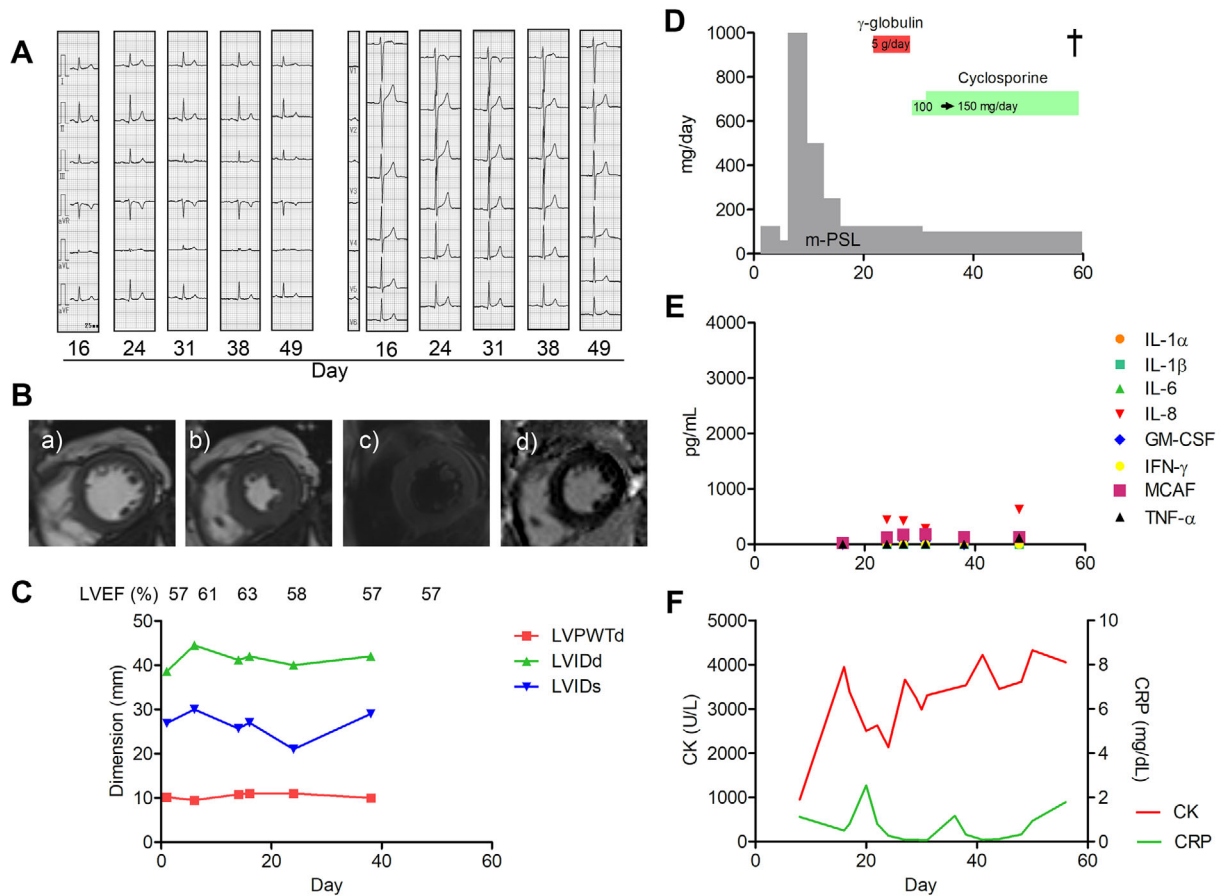 A
I
II
III
aVR
aVL
aVF
V1
V2
V3
V4
V5
V6
16 24 31 38 49 16 24 31 38 49
Day
B
a) b) c) d)
C
LVEF (%) 57 61 63 58 57 57
Dimension (mm)
50
40
30
20
10
0
0 20 40 60
Day
LVPWTd
LVIDd
LVIDs
D
γ-globulin
5 g/day
†
Cyclosporine
100 → 150 mg/day
mg/day
1000
800
600
400
200
0
m-PSL
0 20 40 60
E
pg/mL
4000
3000
2000
1000
0
0 20 40 60
IL-1α
IL-1β
IL-6
IL-8
GM-CSF
IFN-γ
MCAF
TNF-α
F
CK (U/L)
5000
4000
3000
2000
1000
0
CRP (mg/dL)
10
8
6
4
2
0
0 20 40 60
Day
CK
CRP